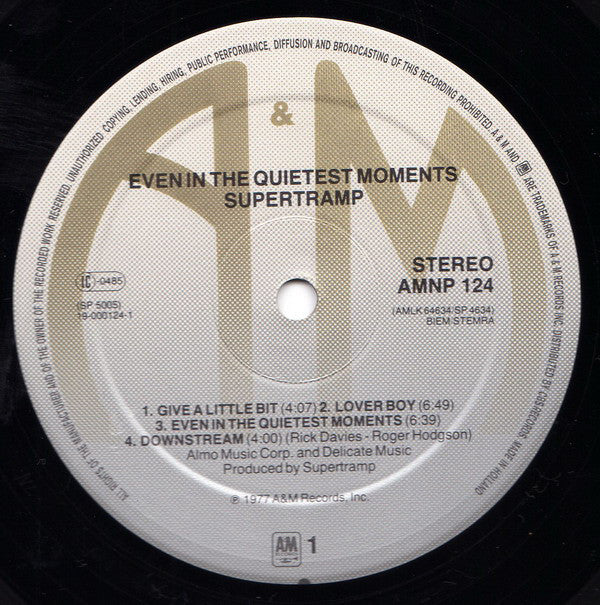 ALL RIGHTS OF THE MANUFACTURER AND OF THE OWNER OF THE RECORDED WORK RESERVED. UNAUTHORIZED COPYING, LENDING, HIRING, PUBLIC PERFORMANCE, DIFFUSION AND BROADCASTING OF THIS RECORDING PROHIBITED. A & M AND AM ARE TRADEMARKS OF A & M RECORDS INC. DISTRIBUTED BY CBS-RECORDS. MADE IN HOLLAND
A & M
EVEN IN THE QUIETEST MOMENTS
SUPERTRAMP
LC-0485
(SP 5005)
19-000124-1
STEREO
AMNP 124
(AMLK 64634/SP 4634)
BIEM/STEMRA
1. GIVE A LITTLE BIT (4:07) 2. LOVER BOY (6:49)
3. EVEN IN THE QUIETEST MOMENTS (6:39)
4. DOWNSTREAM (4:00) (Rick Davies - Roger Hodgson)
Almo Music Corp. and Delicate Music
Produced by Supertramp
℗ 1977 A&M Records, Inc.
AM
RECORDS
1